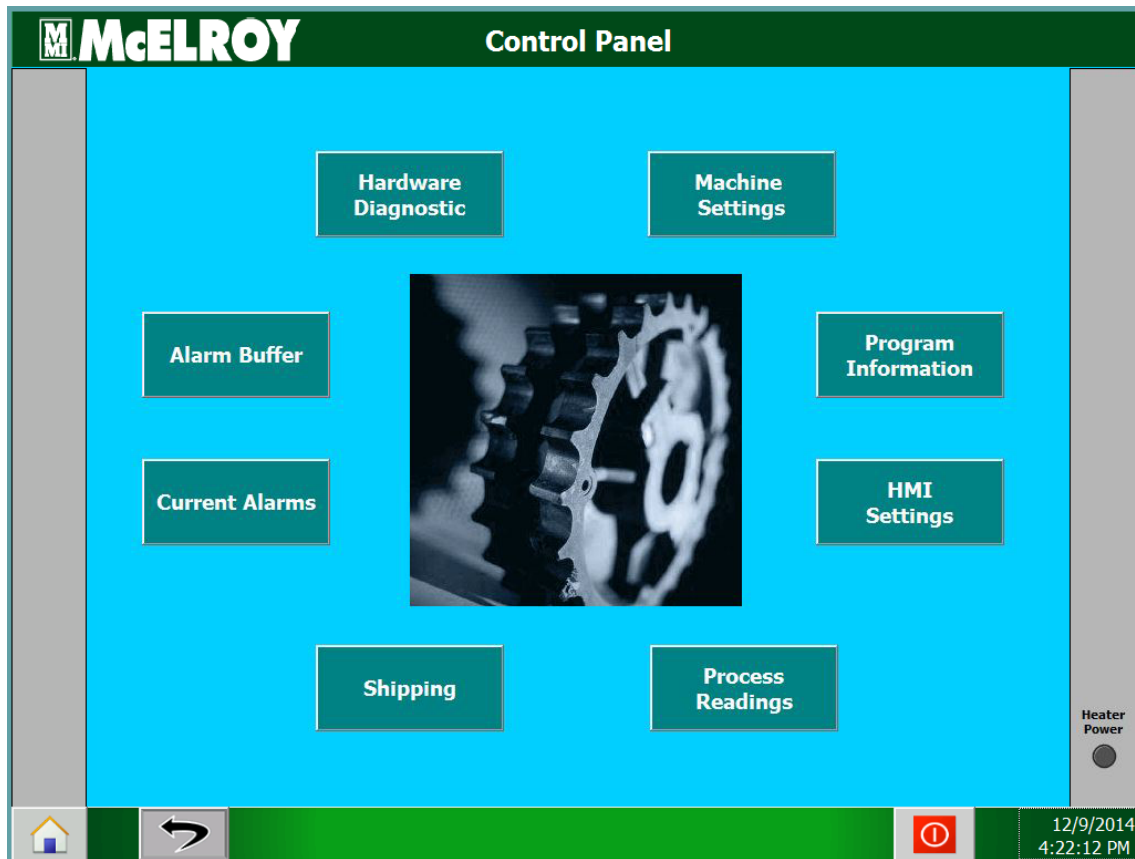 M
MI. McELROY
Control Panel
Hardware
Diagnostic
Machine
Settings
Alarm Buffer
Program
Information
Current Alarms
HMI
Settings
Shipping
Process
Readings
Heater
Power
12/9/2014
4:22:12 PM